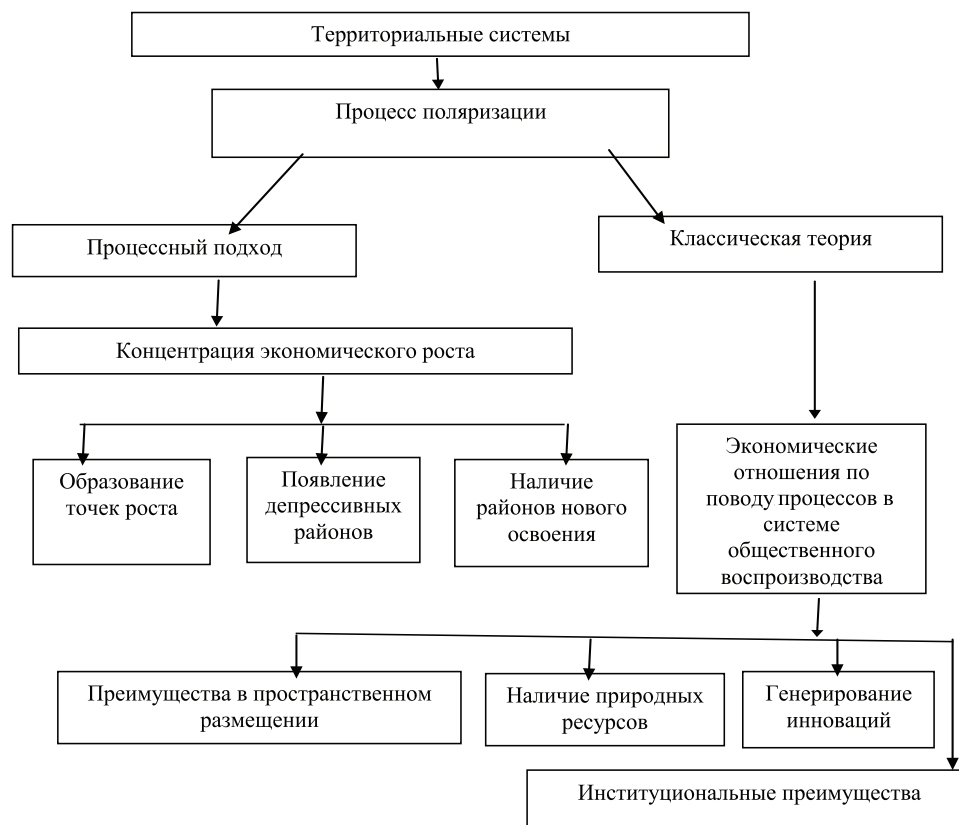 Территориальные системы
Процесс поляризации
Процессный подход
Классическая теория
Концентрация экономического роста
Образование
точек роста
Появление
депрессивных
районов
Наличие
районов нового
освоения
Экономические
отношения по
поводу процессов в
системе
общественного
воспроизводства
Преимущества в пространственном
размещении
Наличие природных
ресурсов
Генерирование
инноваций
Институциональные преимущества